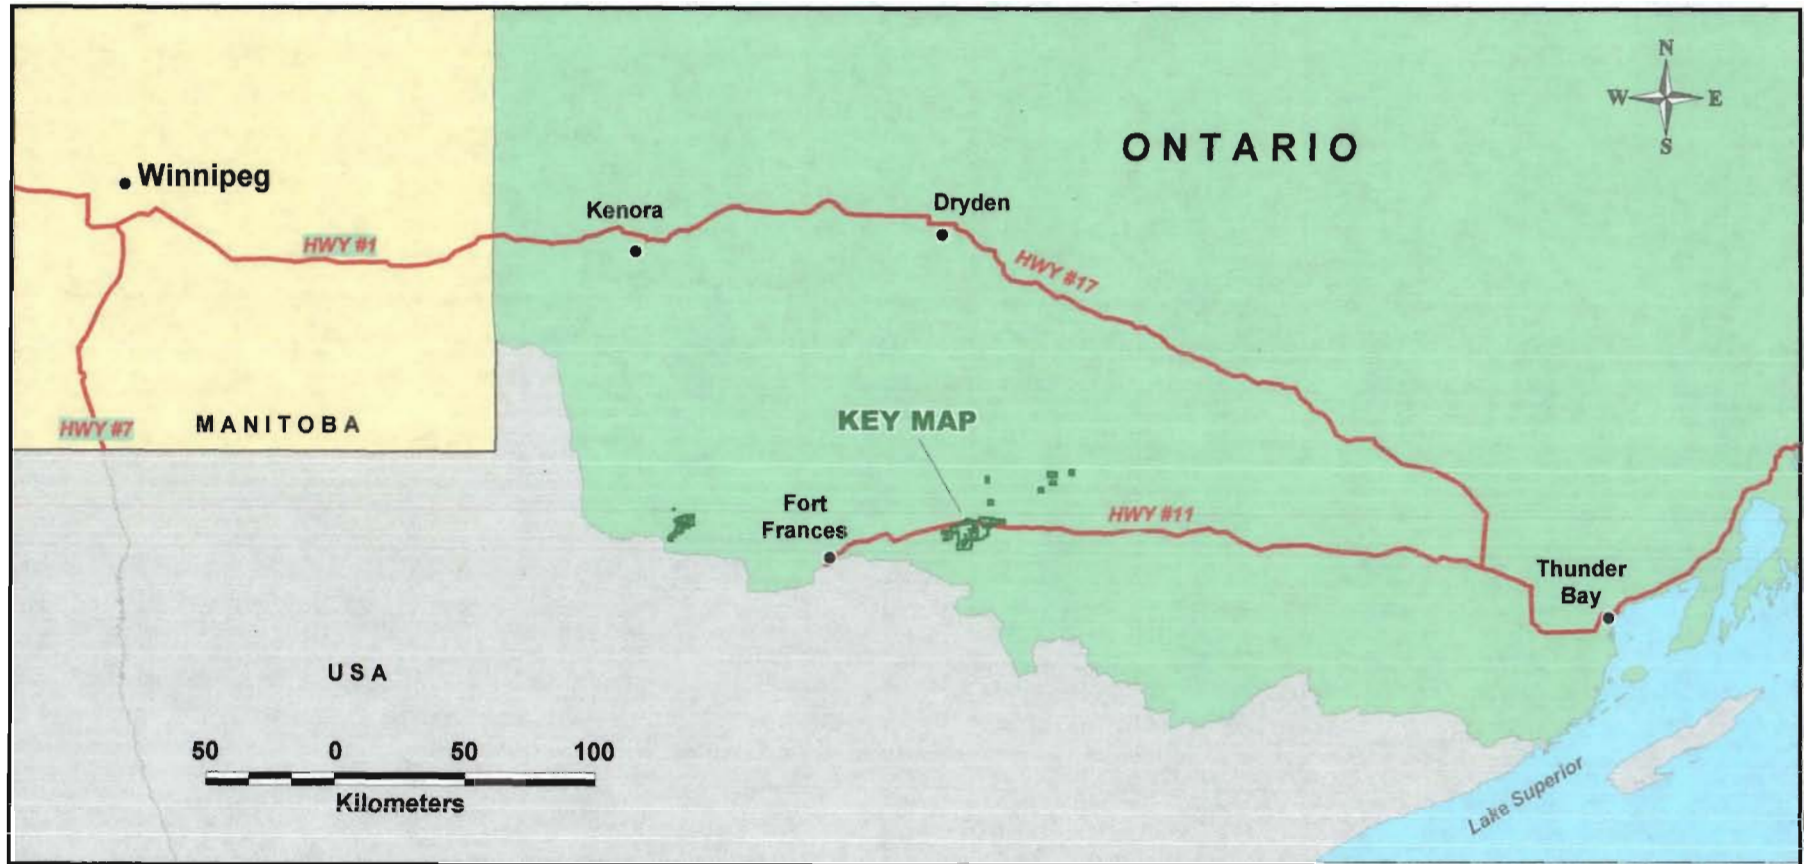 N
W E
S
ONTARIO
Winnipeg
Kenora
Dryden
HWY #1
HWY #17
KEY MAP
HWY #7
MANITOBA
Fort
Frances
HWY #11
Thunder
Bay
USA
50 0 50 100
Kilometers
Lake Superior